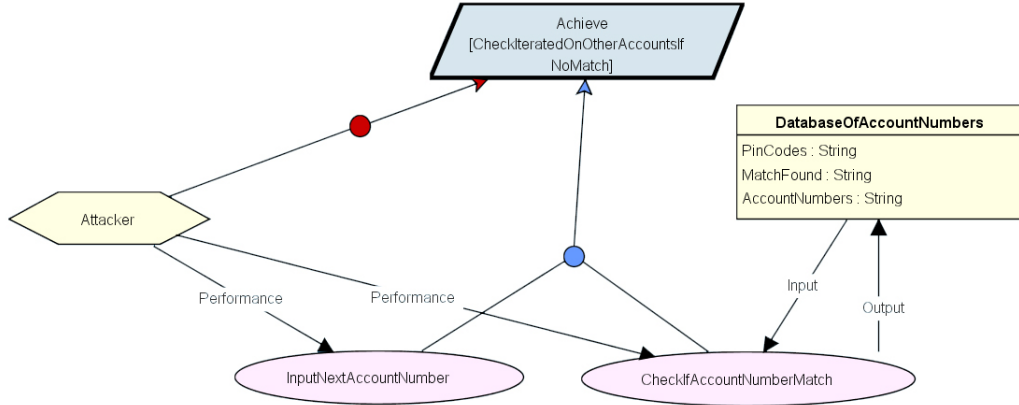 Achieve
[CheckIteratedOnOtherAccountsIf
NoMatch]
DatabaseOfAccountNumbers
PinCodes : String
MatchFound : String
AccountNumbers : String
Attacker
Performance
Performance
Input
Output
InputNextAccountNumber
CheckIfAccountNumberMatch